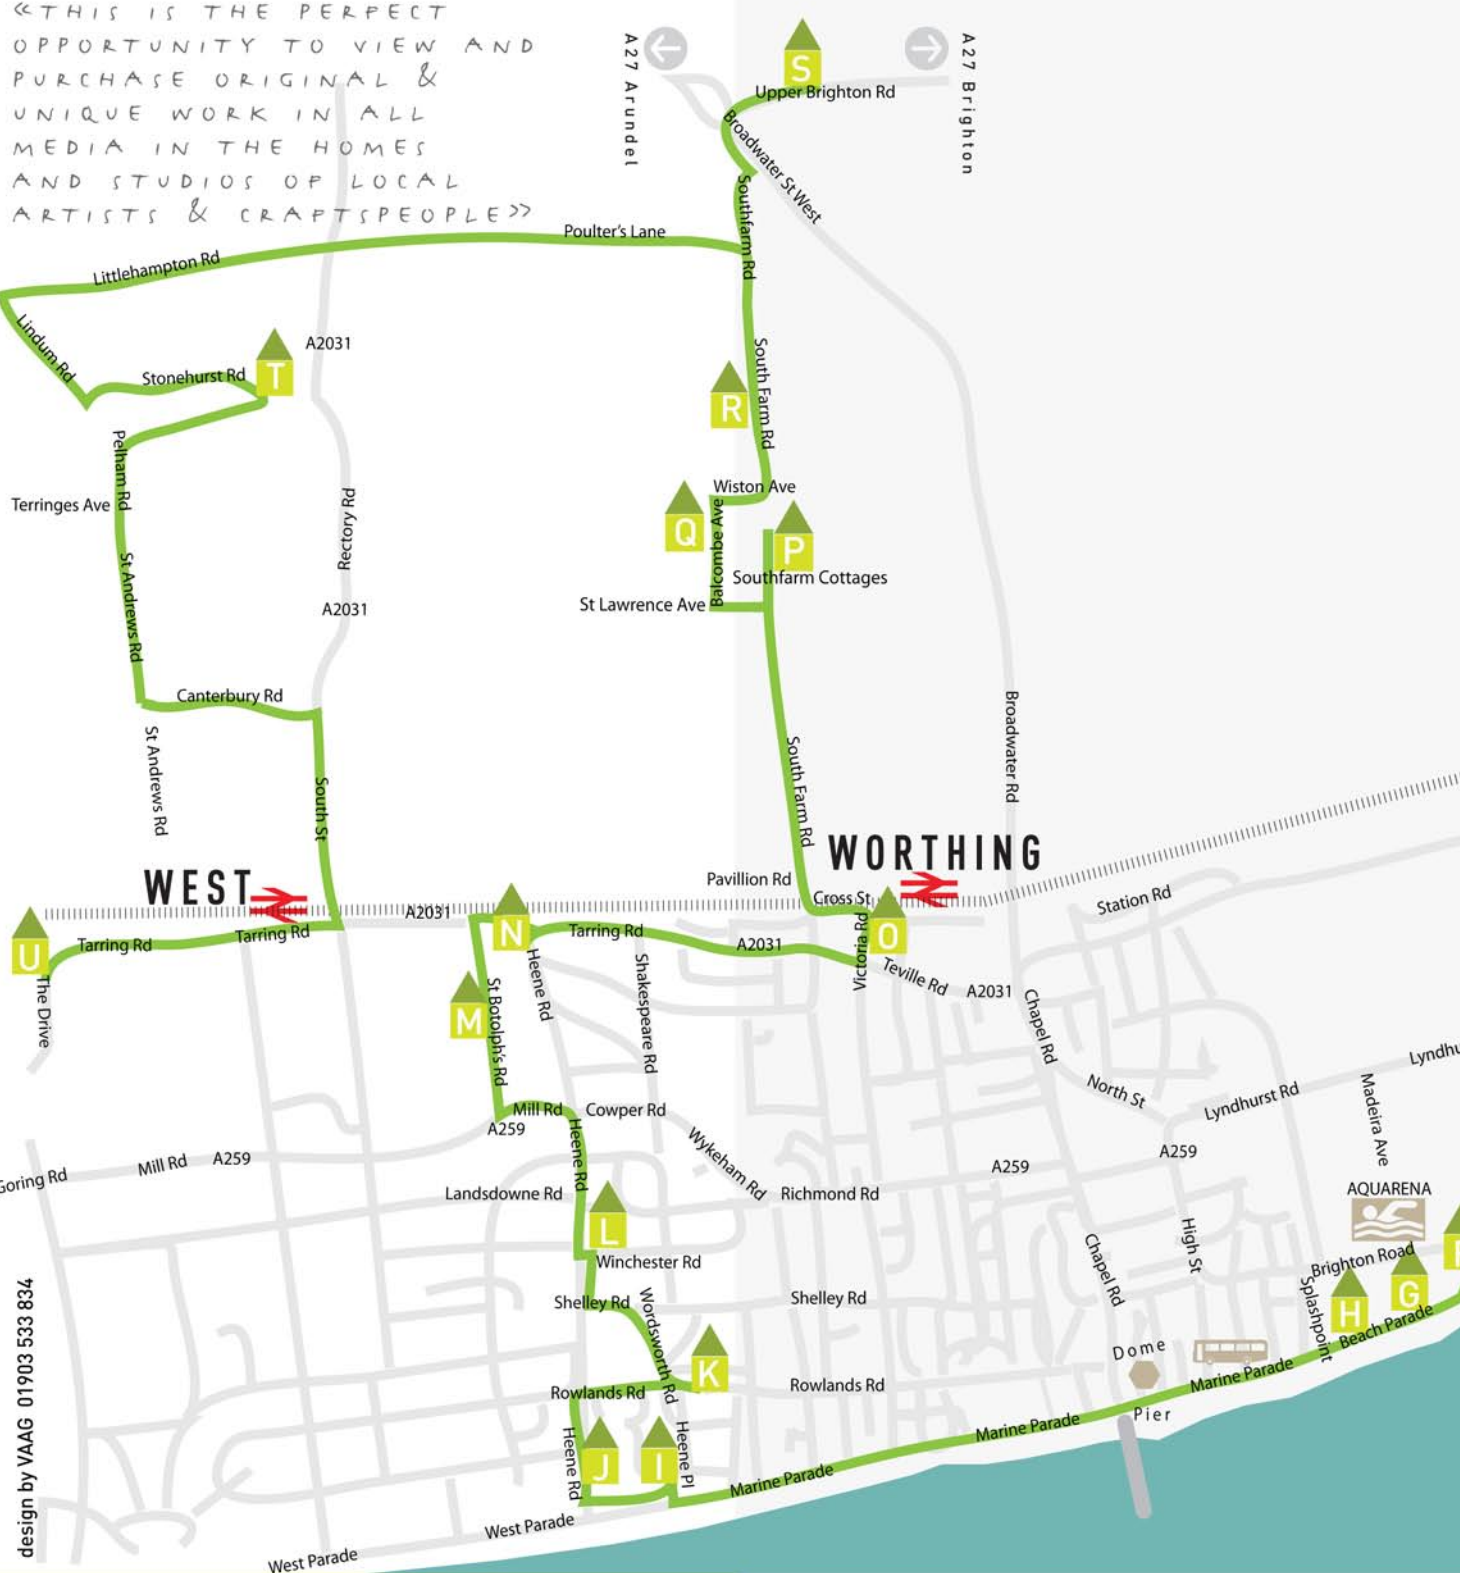 «THIS IS THE PERFECT
OPPORTUNITY TO VIEW AND
PURCHASE ORIGINAL &
UNIQUE WORK IN ALL
MEDIA IN THE HOMES
AND STUDIOS OF LOCAL
ARTISTS & CRAFTSPEOPLE»
A27 Arundel
S
A27 Brighton
Upper Brighton Rd
Broadwater St West
Southfarm Rd
Poulter's Lane
Littlehampton Rd
Lindum Rd
Stonehurst Rd
T
A2031
South Farm Rd
R
Pelham Rd
Terringes Ave
Rectory Rd
Wiston Ave
Q
Balcombe Ave
P
Southfarm Cottages
St Andrews Rd
A2031
St Lawrence Ave
Canterbury Rd
Broadwater Rd
St Andrews Rd
South St
South Farm Rd
WORTHING
WEST
Pavillion Rd
Cross St
Station Rd
A2031
U
Tarring Rd
Tarring Rd
N
Tarring Rd
A2031
Victoria Rd
O
The Drive
Heene Rd
Shakespeare Rd
Teville Rd
A2031
M
St Botolph's Rd
Chapel Rd
Lyndhu
North St
Lyndhurst Rd
Madeira Ave
Mill Rd
Cowper Rd
A259
Heene Rd
Wykeham Rd
Goring Rd
Mill Rd
A259
A259
A259
Landsdowne Rd
Richmond Rd
AQUARENA
L
High St
Chapel Rd
Winchester Rd
Brighton Road
Shelley Rd
Wordsworth Rd
Shelley Rd
Splashpoint
H
G
Beach Parade
K
Dome
Rowlands Rd
Rowlands Rd
Marine Parade
Pier
Heene Rd
J
I
Heene Pl
Marine Parade
Marine Parade
West Parade
West Parade
design by VAAG 01903 533 834